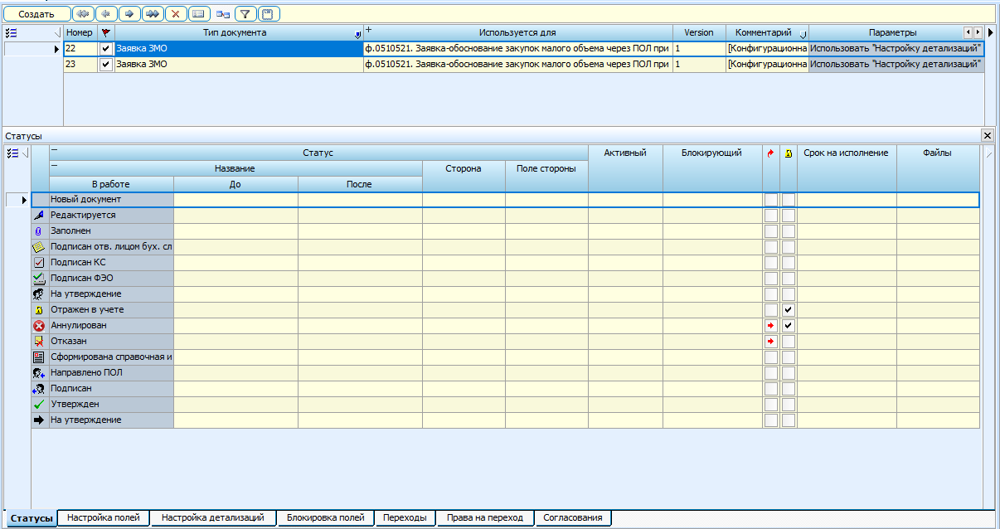 Создать
Номер Тип документа Используется для Version Комментарий Параметры
22 Заявка ЗМО ф.0510521. Заявка-обоснование закупок малого объема через ПОЛ при 1 [Конфигурационна Использовать "Настройку детализаций"
23 Заявка ЗМО ф.0510521. Заявка-обоснование закупок малого объема через ПОЛ при 1 [Конфигурационна Использовать "Настройку детализаций"
Статусы
Статус Активный Блокирующий Срок на исполнение Файлы
Название Сторона Поле стороны
В работе До После
Новый документ
Редактируется
Заполнен
Подписан отв. лицом бух. сл
Подписан КС
Подписан ФЭО
На утверждение
Отражен в учете
Аннулирован
Отказан
Сформирована справочная и
Направлено ПОЛ
Подписан
Утвержден
На утверждение
Статусы Настройка полей Настройка детализаций Блокировка полей Переходы Права на переход Согласования